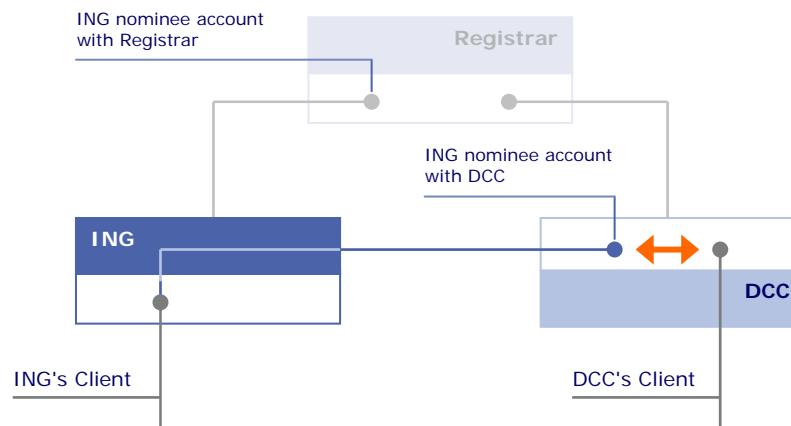 ING nominee account
with Registrar
Registrar
ING nominee account
with DCC
ING
DCC
ING's Client
DCC's Client